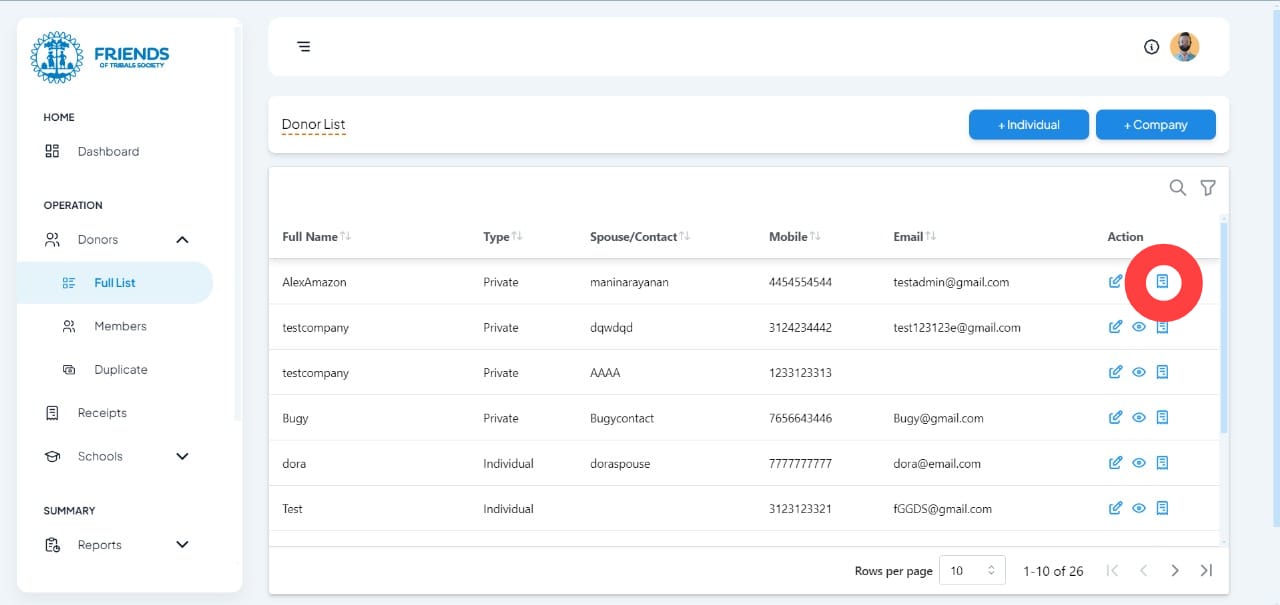 FRIENDS
OF TRIBALS SOCIETY
HOME
Dashboard
OPERATION
Donors
Full List
Members
Duplicate
Receipts
Schools
SUMMARY
Reports
Donor List
+ Individual
+ Company
Full Name Type Spouse/Contact Mobile Email Action
AlexAmazon Private maninarayanan 4454554544 testadmin@gmail.com
testcompany Private dqwdqd 3124234442 test123123e@gmail.com
testcompany Private AAAA 1233123313
Bugy Private Bugycontact 7656643446 Bugy@gmail.com
dora Individual doraspouse 7777777777 dora@email.com
Test Individual 3123123321 fGGDS@gmail.com
Rows per page 10 1-10 of 26